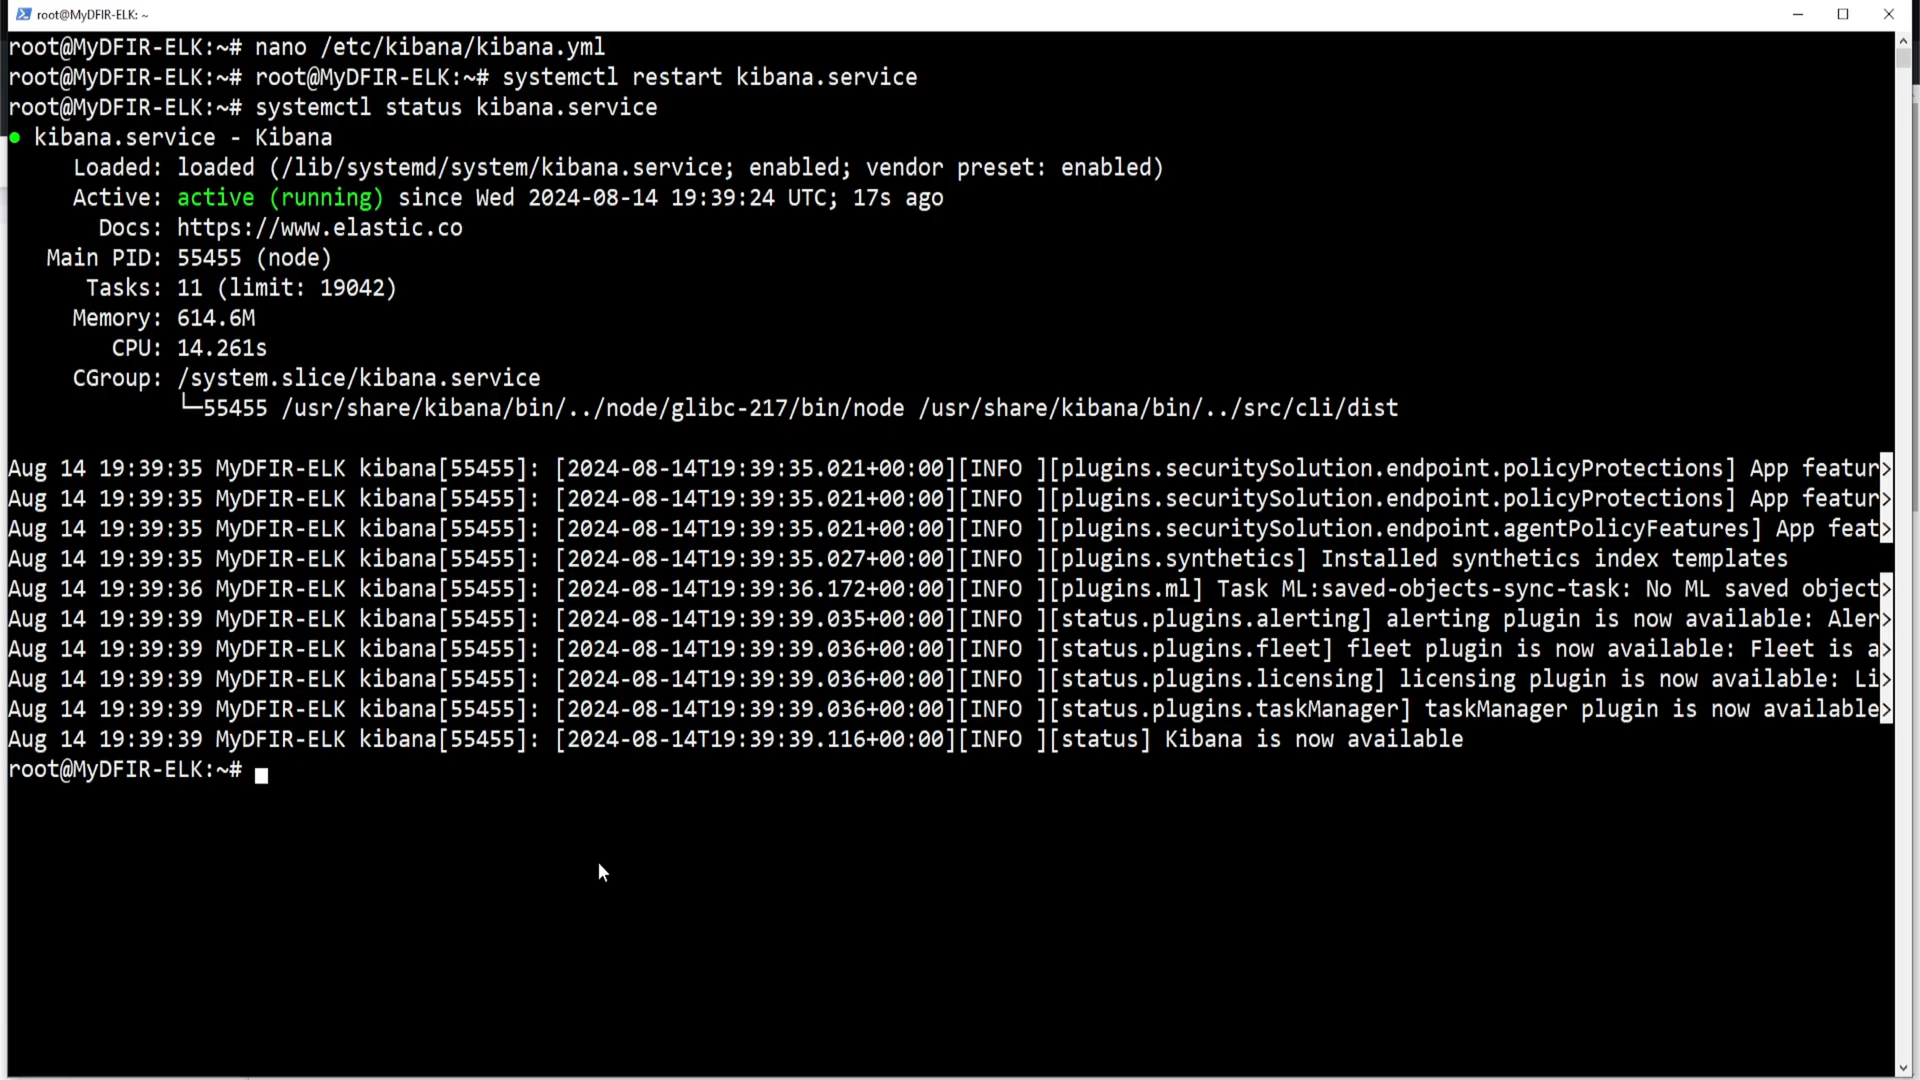 root@MyDFIR-ELK: ~
root@MyDFIR-ELK:~# nano /etc/kibana/kibana.yml
root@MyDFIR-ELK:~# root@MyDFIR-ELK:~# systemctl restart kibana.service
root@MyDFIR-ELK:~# systemctl status kibana.service
● kibana.service - Kibana
     Loaded: loaded (/lib/systemd/system/kibana.service; enabled; vendor preset: enabled)
     Active: active (running) since Wed 2024-08-14 19:39:24 UTC; 17s ago
       Docs: https://www.elastic.co
   Main PID: 55455 (node)
      Tasks: 11 (limit: 19042)
     Memory: 614.6M
        CPU: 14.261s
     CGroup: /system.slice/kibana.service
             └─55455 /usr/share/kibana/bin/../node/glibc-217/bin/node /usr/share/kibana/bin/../src/cli/dist
Aug 14 19:39:35 MyDFIR-ELK kibana[55455]: [2024-08-14T19:39:35.021+00:00][INFO ][plugins.securitySolution.endpoint.policyProtections] App featur>
Aug 14 19:39:35 MyDFIR-ELK kibana[55455]: [2024-08-14T19:39:35.021+00:00][INFO ][plugins.securitySolution.endpoint.policyProtections] App featur>
Aug 14 19:39:35 MyDFIR-ELK kibana[55455]: [2024-08-14T19:39:35.021+00:00][INFO ][plugins.securitySolution.endpoint.agentPolicyFeatures] App feat>
Aug 14 19:39:35 MyDFIR-ELK kibana[55455]: [2024-08-14T19:39:35.027+00:00][INFO ][plugins.synthetics] Installed synthetics index templates
Aug 14 19:39:36 MyDFIR-ELK kibana[55455]: [2024-08-14T19:39:36.172+00:00][INFO ][plugins.ml] Task ML:saved-objects-sync-task: No ML saved object>
Aug 14 19:39:39 MyDFIR-ELK kibana[55455]: [2024-08-14T19:39:39.035+00:00][INFO ][status.plugins.alerting] alerting plugin is now available: Aler>
Aug 14 19:39:39 MyDFIR-ELK kibana[55455]: [2024-08-14T19:39:39.036+00:00][INFO ][status.plugins.fleet] fleet plugin is now available: Fleet is a>
Aug 14 19:39:39 MyDFIR-ELK kibana[55455]: [2024-08-14T19:39:39.036+00:00][INFO ][status.plugins.licensing] licensing plugin is now available: Li>
Aug 14 19:39:39 MyDFIR-ELK kibana[55455]: [2024-08-14T19:39:39.036+00:00][INFO ][status.plugins.taskManager] taskManager plugin is now available>
Aug 14 19:39:39 MyDFIR-ELK kibana[55455]: [2024-08-14T19:39:39.116+00:00][INFO ][status] Kibana is now available
root@MyDFIR-ELK:~#